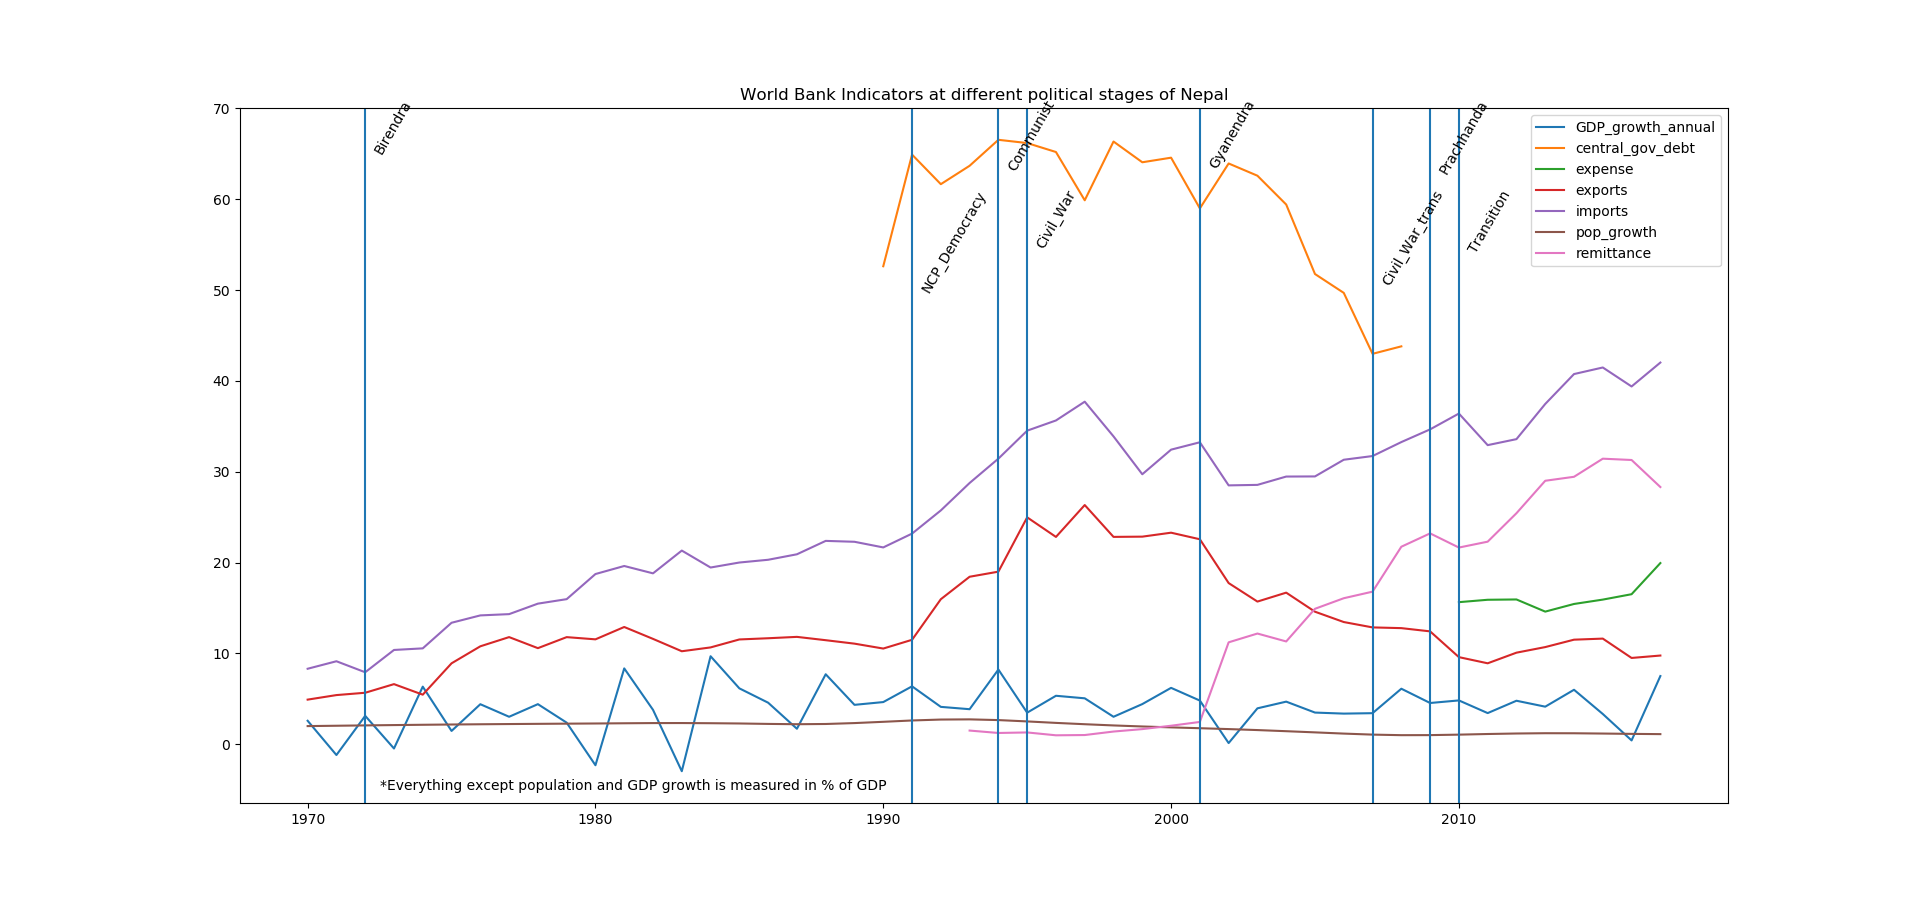 World Bank Indicators at different political stages of Nepal
70
60
50
40
30
20
10
0
Birendra
NCP_Democracy
Communist
Civil_War
Gyanendra
Civil_War_trans
Prachhanda
Transition
GDP_growth_annual
central_gov_debt
expense
exports
imports
pop_growth
remittance
*Everything except population and GDP growth is measured in % of GDP
1970 1980 1990 2000 2010